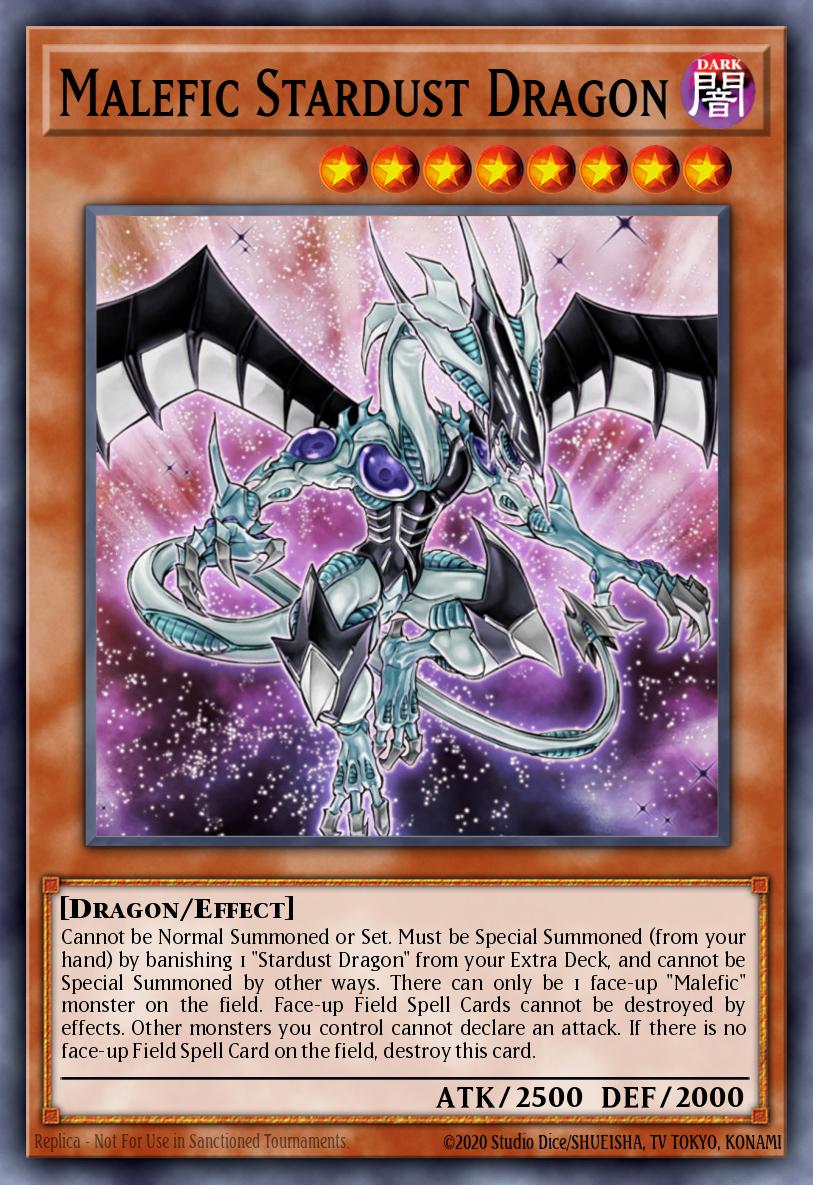 Malefic Stardust Dragon
DARK
闇
[Dragon/Effect]
Cannot be Normal Summoned or Set. Must be Special Summoned (from your
hand) by banishing 1 "Stardust Dragon" from your Extra Deck, and cannot be
Special Summoned by other ways. There can only be 1 face-up "Malefic"
monster on the field. Face-up Field Spell Cards cannot be destroyed by
effects. Other monsters you control cannot declare an attack. If there is no
face-up Field Spell Card on the field, destroy this card.
ATK/2500 DEF/2000
Replica - Not For Use in Sanctioned Tournaments.
©2020 Studio Dice/SHUEISHA, TV TOKYO, KONAMI